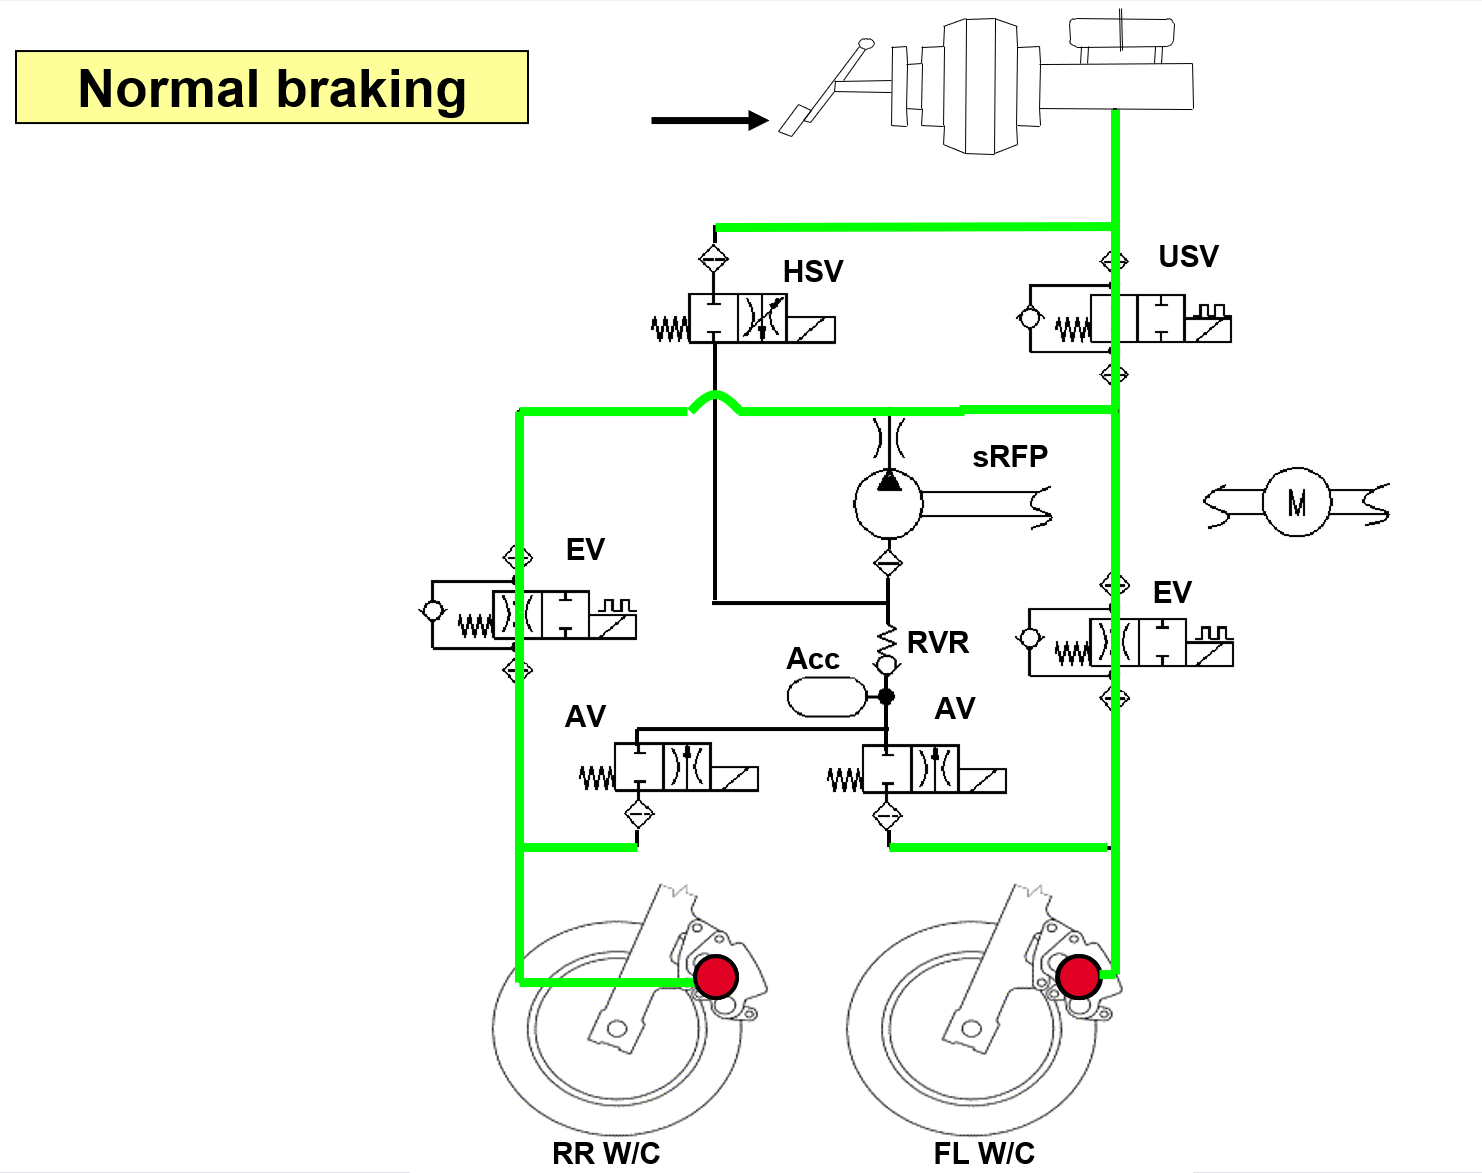 Normal braking
HSV
USV
sRFP
M
EV
EV
RVR
Acc
AV
AV
RR W/C
FL W/C